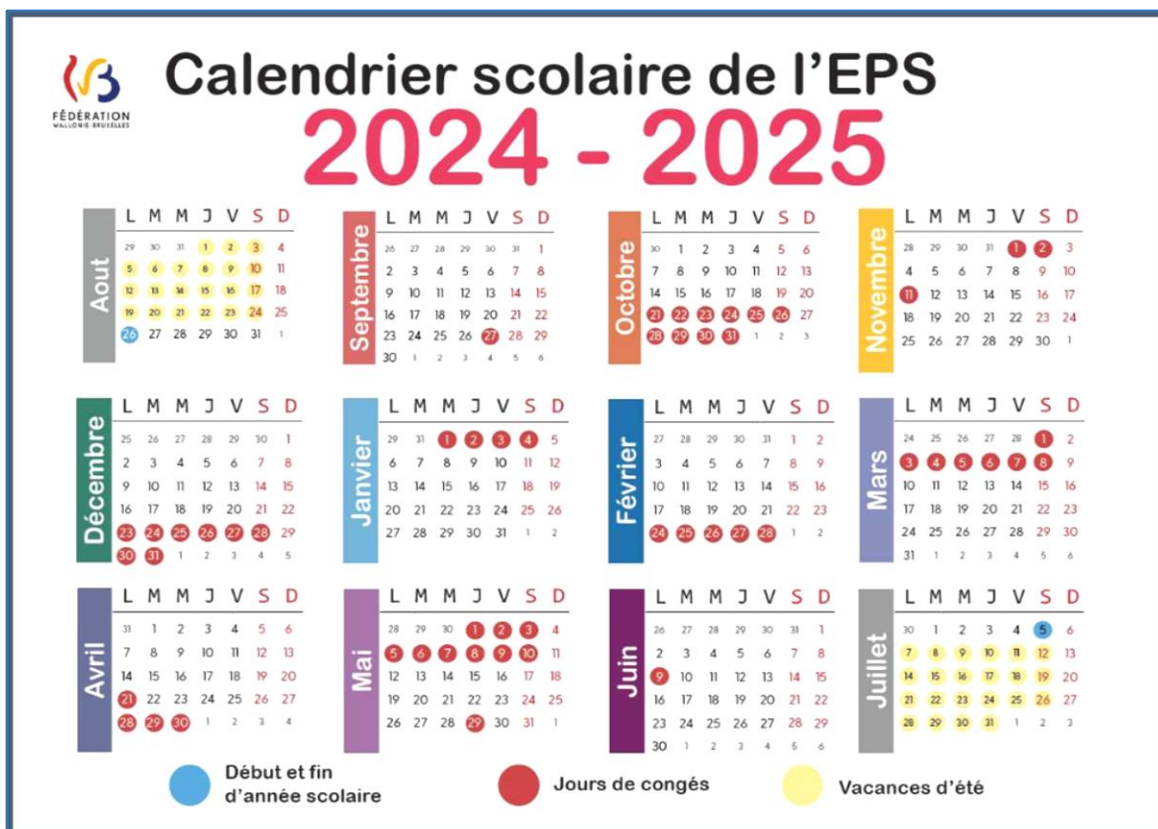 FÉDÉRATION
WALLONIE-BRUXELLES
Calendrier scolaire de l’EPS
2024 - 2025
Aout
L M M J V S D
29 30 31 1 2 3 4
5 6 7 8 9 10 11
12 13 14 15 16 17 18
19 20 21 22 23 24 25
26 27 28 29 30 31 1
Septembre
L M M J V S D
26 27 28 29 30 31 1
2 3 4 5 6 7 8
9 10 11 12 13 14 15
16 17 18 19 20 21 22
23 24 25 26 27 28 29
30 1 2 3 4 5 6
Octobre
L M M J V S D
30 1 2 3 4 5 6
7 8 9 10 11 12 13
14 15 16 17 18 19 20
21 22 23 24 25 26 27
28 29 30 31 1 2 3
Novembre
L M M J V S D
28 29 30 31 1 2 3
4 5 6 7 8 9 10
11 12 13 14 15 16 17
18 19 20 21 22 23 24
25 26 27 28 29 30 1
Décembre
L M M J V S D
25 26 27 28 29 30 1
2 3 4 5 6 7 8
9 10 11 12 13 14 15
16 17 18 19 20 21 22
23 24 25 26 27 28 29
30 31 1 2 3 4 5
Janvier
L M M J V S D
29 31 1 2 3 4 5
6 7 8 9 10 11 12
13 14 15 16 17 18 19
20 21 22 23 24 25 26
27 28 29 30 31 1 2
Février
L M M J V S D
27 28 29 30 31 1 2
3 4 5 6 7 8 9
10 11 12 13 14 15 16
17 18 19 20 21 22 23
24 25 26 27 28 1 2
Mars
L M M J V S D
24 25 26 27 28 1 2
3 4 5 6 7 8 9
10 11 12 13 14 15 16
17 18 19 20 21 22 23
24 25 26 27 28 29 30
31 1 2 3 4 5 6
Avril
L M M J V S D
31 1 2 3 4 5 6
7 8 9 10 11 12 13
14 15 16 17 18 19 20
21 22 23 24 25 26 27
28 29 30 1 2 3 4
Mai
L M M J V S D
28 29 30 1 2 3 4
5 6 7 8 9 10 11
12 13 14 15 16 17 18
19 20 21 22 23 24 25
26 27 28 29 30 31 1
Juin
L M M J V S D
26 27 28 29 30 31 1
2 3 4 5 6 7 8
9 10 11 12 13 14 15
16 17 18 19 20 21 22
23 24 25 26 27 28 29
30 1 2 3 4 5 6
Juillet
L M M J V S D
30 1 2 3 4 5 6
7 8 9 10 11 12 13
14 15 16 17 18 19 20
21 22 23 24 25 26 27
28 29 30 31 1 2 3
Début et fin
d’année scolaire
Jours de congés
Vacances d’été